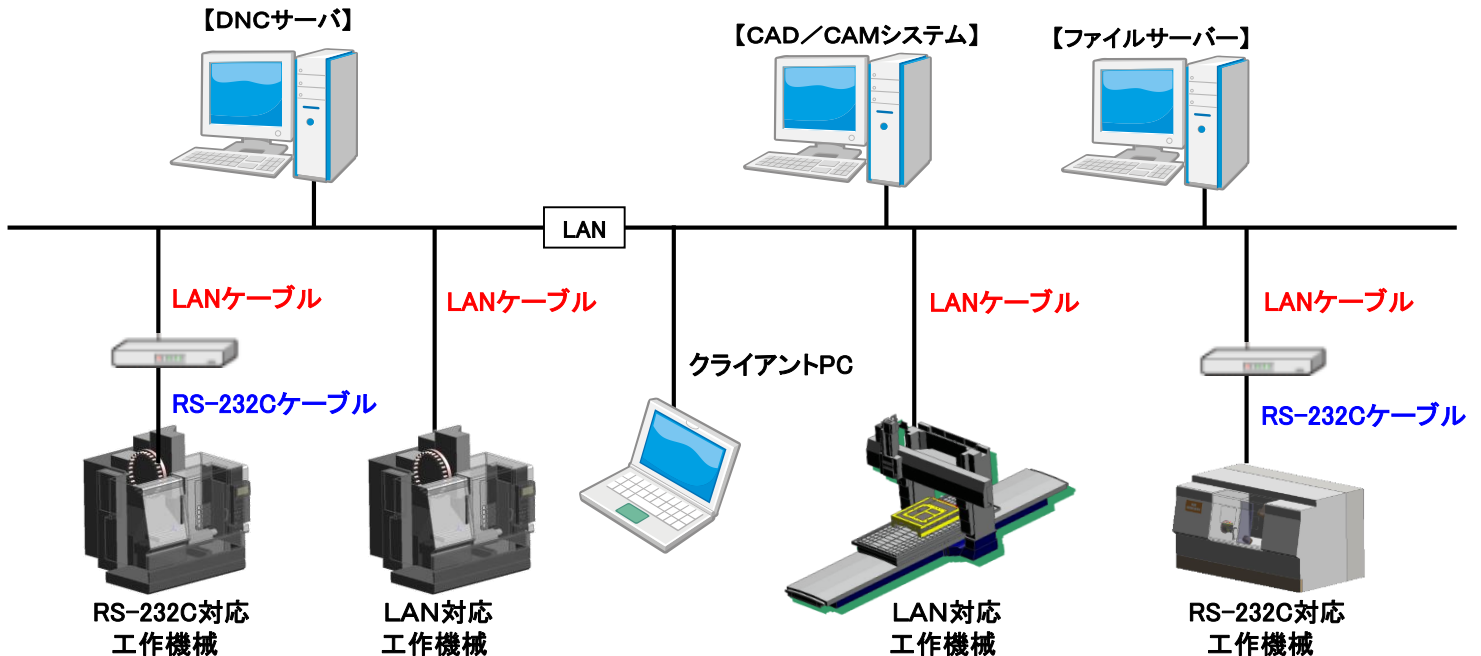 【DNCサーバ】
【CAD／CAMシステム】
【ファイルサーバー】
LAN
LANケーブル
LANケーブル
LANケーブル
LANケーブル
クライアントPC
RS-232Cケーブル
RS-232Cケーブル
RS-232C対応
工作機械
LAN対応
工作機械
LAN対応
工作機械
RS-232C対応
工作機械